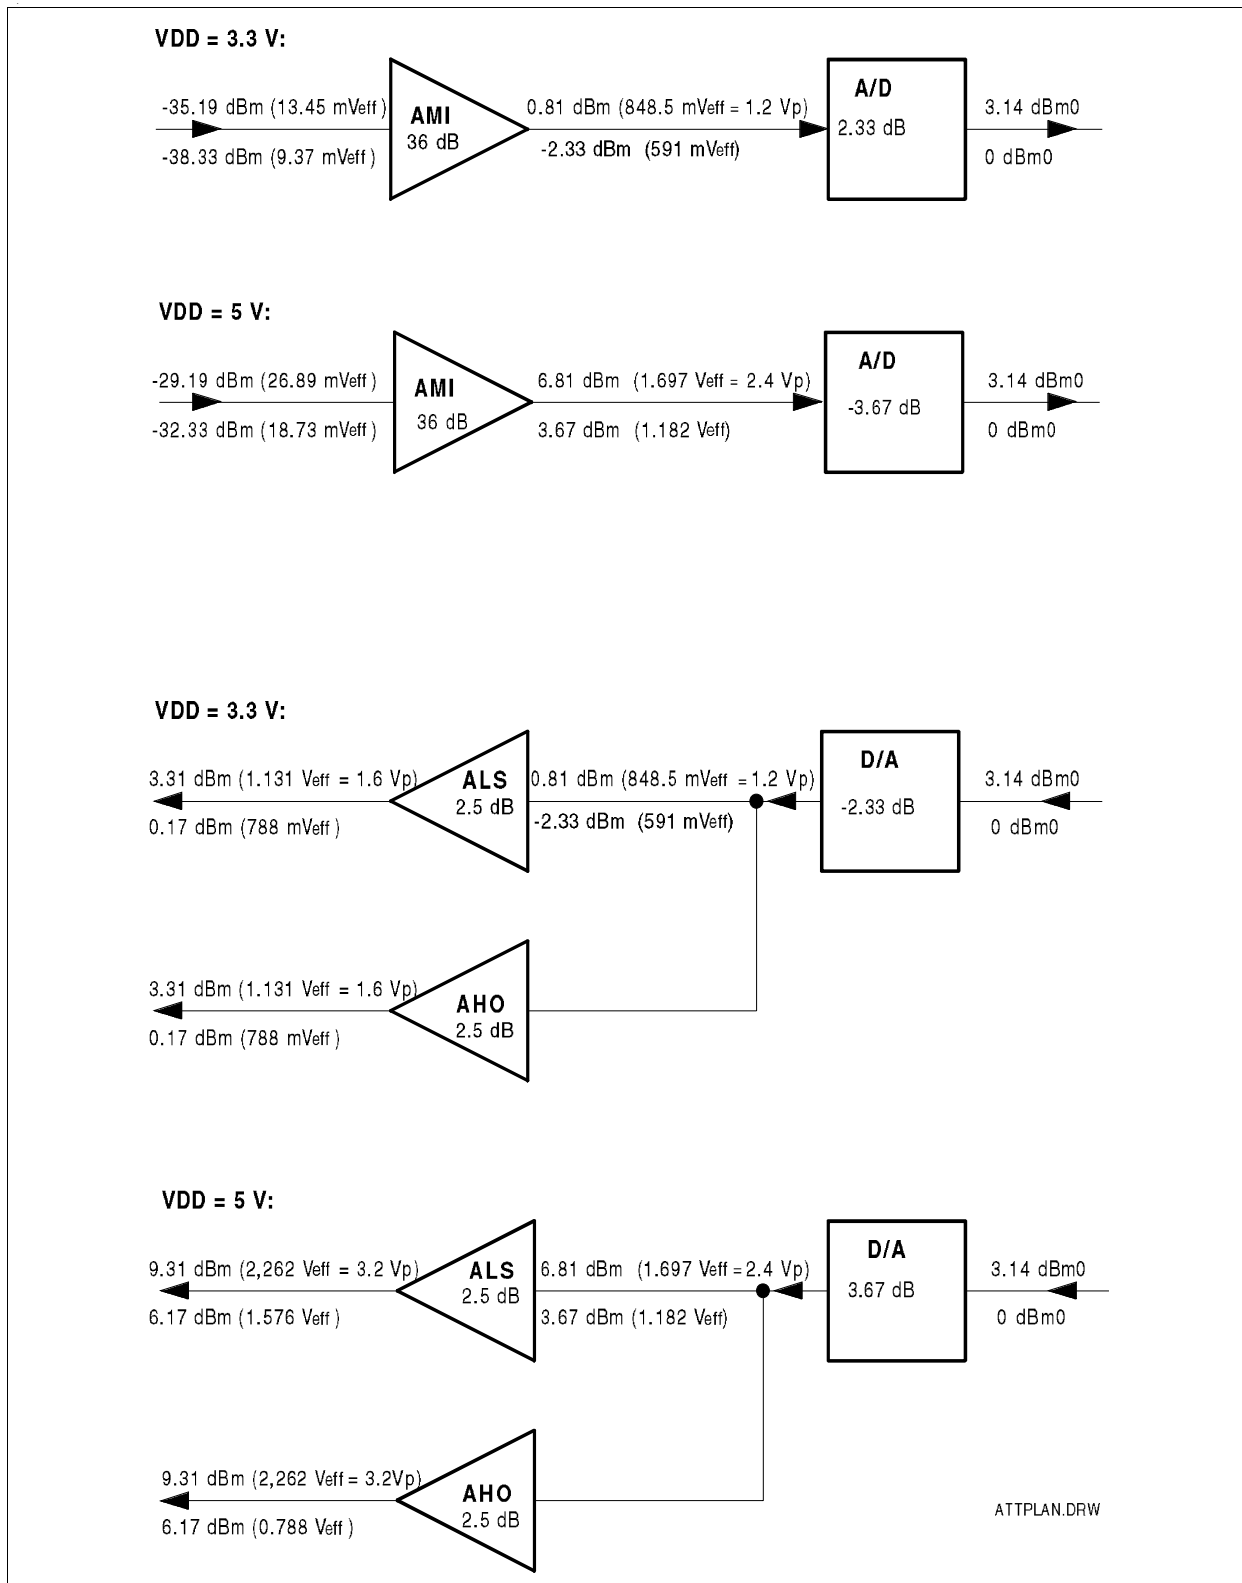 VDD = 3.3 V:
-35.19 dBm (13.45 mVeff)
AMI
36 dB
-38.33 dBm (9.37 mVeff)
0.81 dBm (848.5 mVeff = 1.2 Vp)
-2.33 dBm (591 mVeff)
A/D
2.33 dB
3.14 dBm0
0 dBm0
VDD = 5 V:
-29.19 dBm (26.89 mVeff)
AMI
36 dB
-32.33 dBm (18.73 mVeff)
6.81 dBm (1.697 Veff = 2.4 Vp)
3.67 dBm (1.182 Veff)
A/D
-3.67 dB
3.14 dBm0
0 dBm0
VDD = 3.3 V:
3.31 dBm (1.131 Veff = 1.6 Vp)
0.17 dBm (788 mVeff)
ALS
2.5 dB
0.81 dBm (848.5 mVeff = 1.2 Vp)
-2.33 dBm (591 mVeff)
D/A
-2.33 dB
3.14 dBm0
0 dBm0
3.31 dBm (1.131 Veff = 1.6 Vp)
0.17 dBm (788 mVeff)
AHO
2.5 dB
VDD = 5 V:
9.31 dBm (2,262 Veff = 3.2 Vp)
6.17 dBm (1.576 Veff)
ALS
2.5 dB
6.81 dBm (1.697 Veff = 2.4 Vp)
3.67 dBm (1.182 Veff)
D/A
3.67 dB
3.14 dBm0
0 dBm0
9.31 dBm (2,262 Veff = 3.2Vp)
6.17 dBm (0.788 Veff)
AHO
2.5 dB
ATTPLAN.DRW